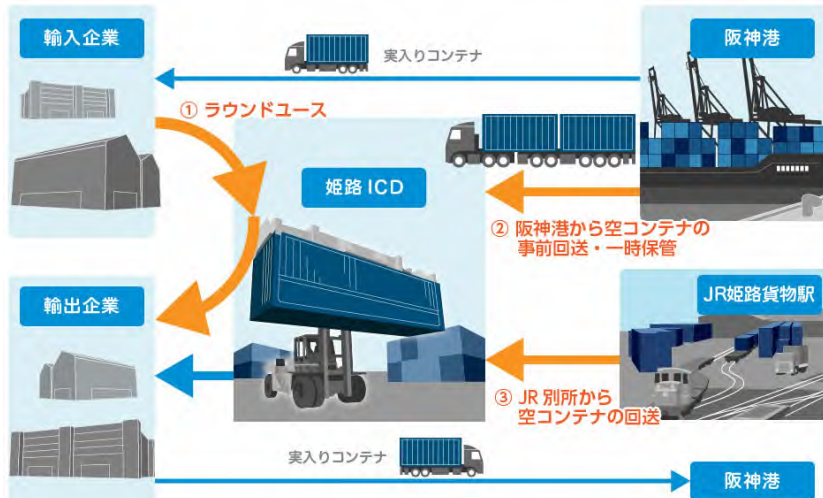 輸入企業
実入りコンテナ
阪神港
① ラウンドユース
姫路 ICD
② 阪神港から空コンテナの
事前回送・一時保管
輸出企業
JR姫路貨物駅
③ JR 別所から
空コンテナの回送
実入りコンテナ
阪神港